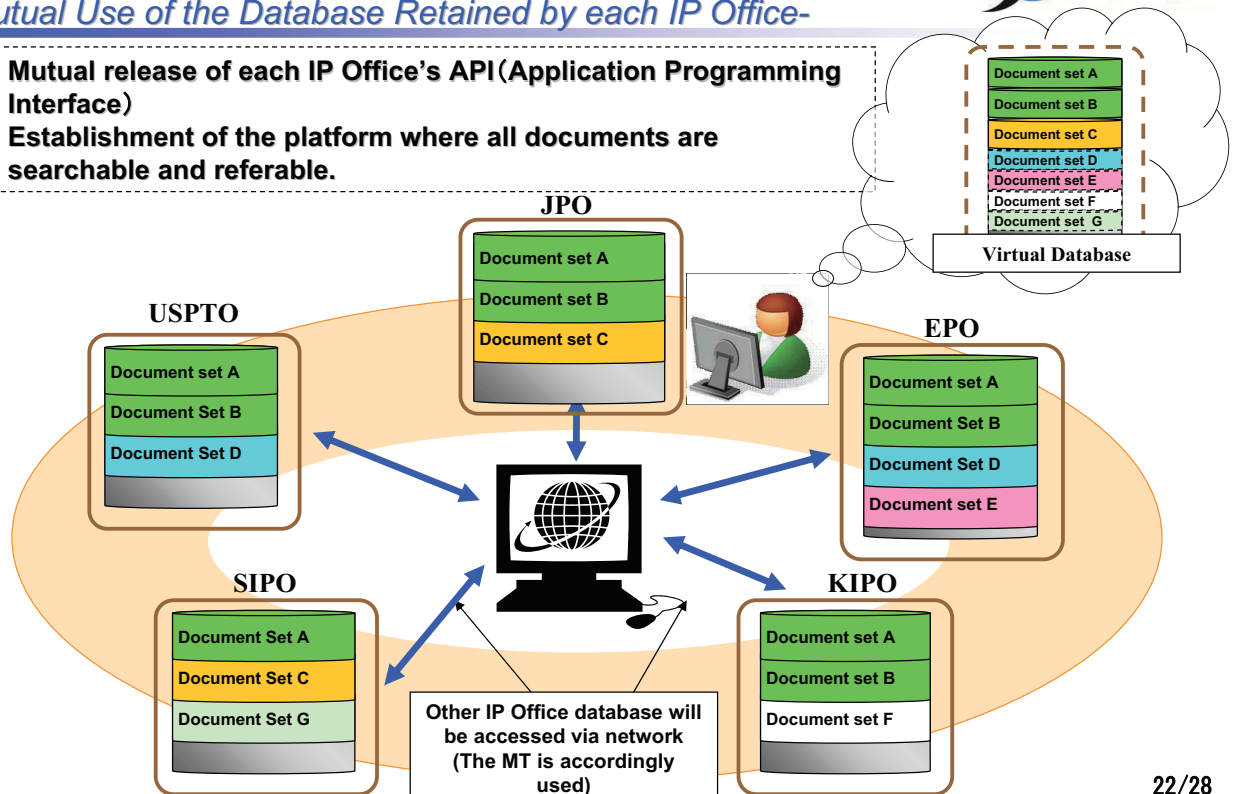 utual Use of the Database Retained by each IP Office-
Mutual release of each IP Office's API（Application Programming
Interface）
Establishment of the platform where all documents are
searchable and referable.
Document set A
Document set B
Document set C
Document set D
Document set E
Document set F
Document set G
Virtual Database
JPO
Document set A
Document set B
Document set C
USPTO
Document set A
Document Set B
Document Set D
EPO
Document set A
Document Set B
Document Set D
Document set E
SIPO
Document Set A
Document Set C
Document Set G
KIPO
Document set A
Document set B
Document set F
Other IP Office database will
be accessed via network
(The MT is accordingly
used)
22/28